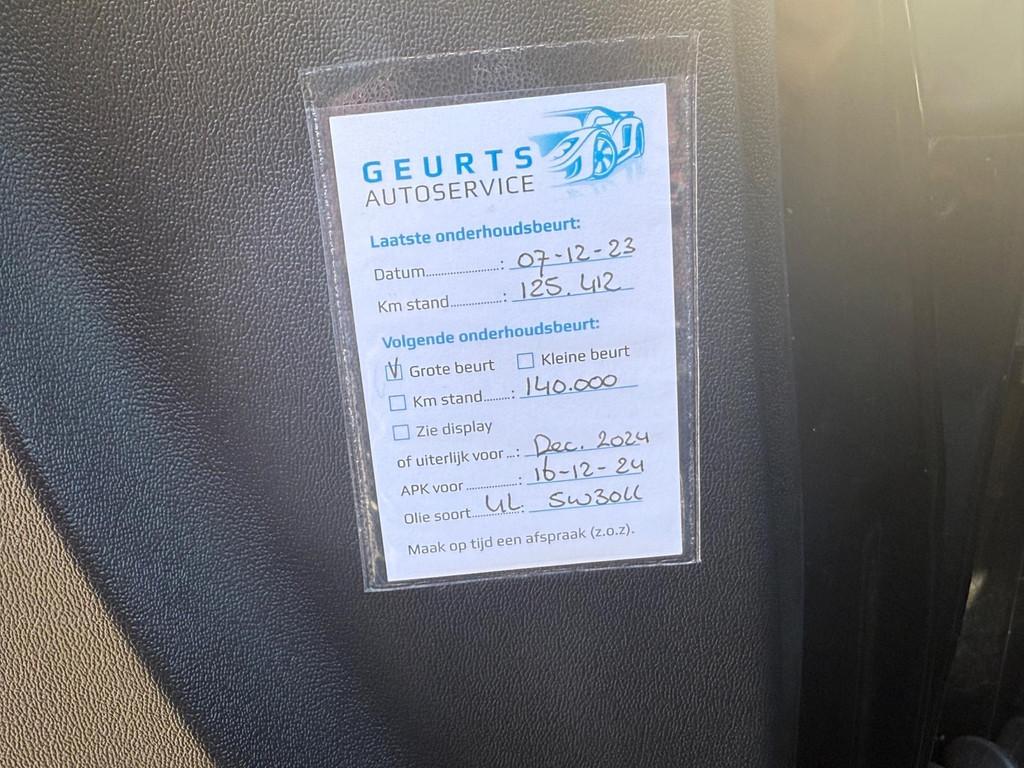 GEURTS
AUTOSERVICE
Laatste onderhoudsbeurt:
Datum......................: 07-12-23
Km stand................: 125.412
Volgende onderhoudsbeurt:
V Grote beurt Kleine beurt
Km stand.........: 140.000
Zie display
of uiterlijk voor...: Dec. 2024
APK voor................: 16-12-24
Olie soort................: 4L 5W30LL
Maak op tijd een afspraak (z.o.z).